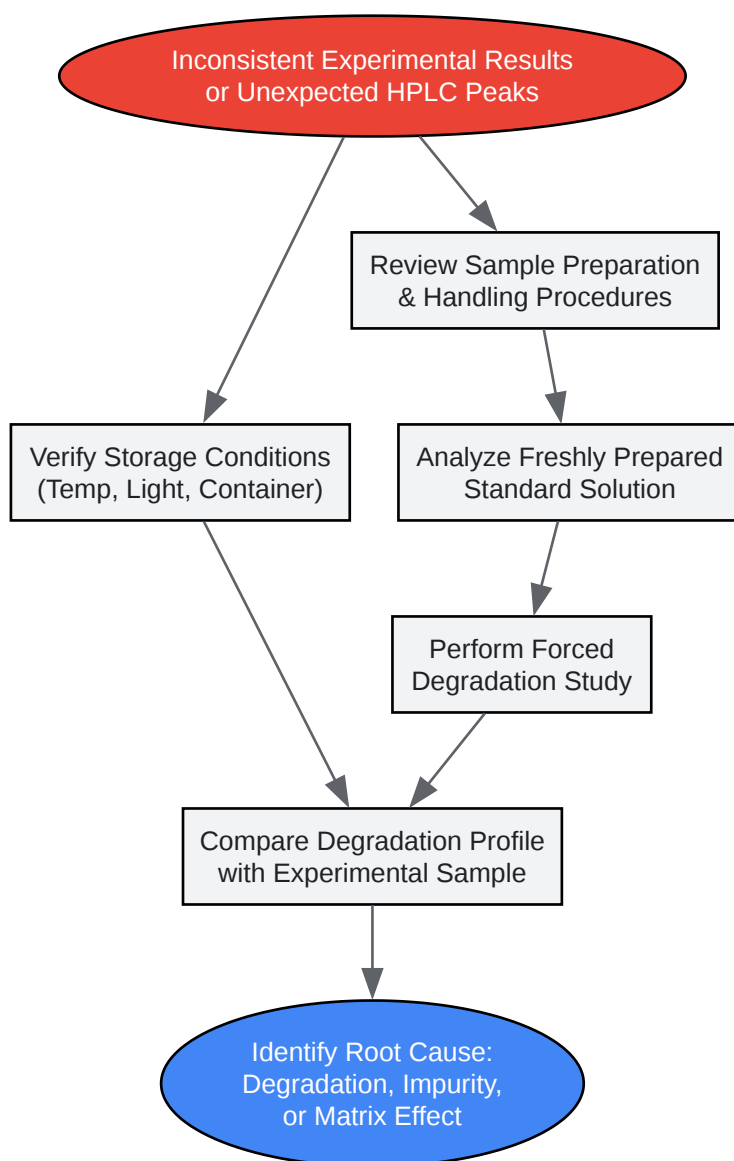 Inconsistent Experimental Results
or Unexpected HPLC Peaks
Review Sample Preparation
& Handling Procedures
Verify Storage Conditions
(Temp, Light, Container)
Analyze Freshly Prepared
Standard Solution
Perform Forced
Degradation Study
Compare Degradation Profile
with Experimental Sample
Identify Root Cause:
Degradation, Impurity,
or Matrix Effect